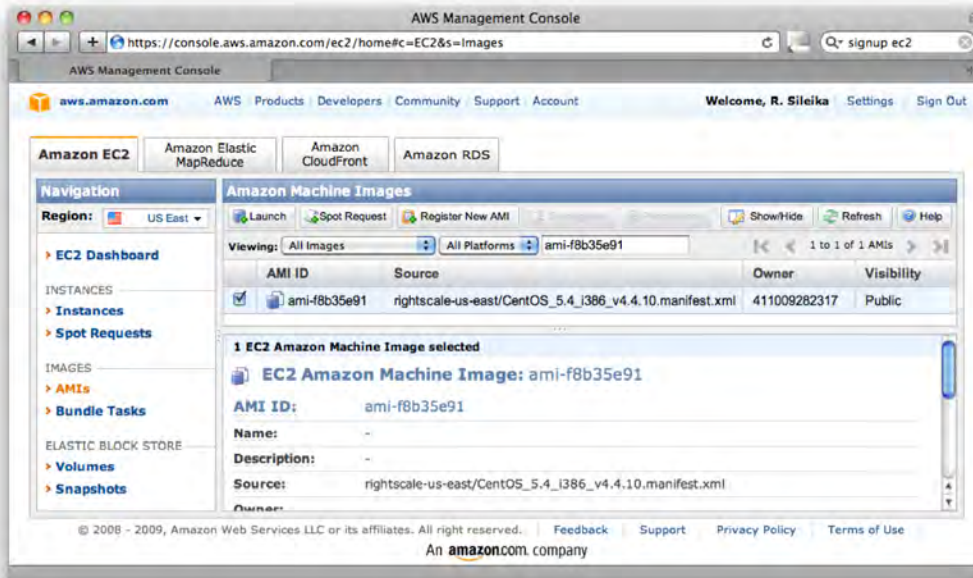 AWS Management Console
https://console.aws.amazon.com/ec2/home#c=EC2&s=Images
signup ec2
AWS Management Console
aws.amazon.com AWS Products Developers Community Support Account Welcome, R. Sileika Settings Sign Out
Amazon EC2 Amazon Elastic MapReduce Amazon CloudFront Amazon RDS
Navigation
Region: US East
EC2 Dashboard
INSTANCES
Instances
Spot Requests
IMAGES
AMIs
Bundle Tasks
ELASTIC BLOCK STORE
Volumes
Snapshots
Amazon Machine Images
Launch Spot Request Register New AMI Show/Hide Refresh Help
Viewing: All Images All Platforms ami-f8b35e91 1 to 1 of 1 AMIs
AMI ID Source Owner Visibility
ami-f8b35e91 rightscale-us-east/CentOS_5.4_i386_v4.4.10.manifest.xml 411009282317 Public
1 EC2 Amazon Machine Image selected
EC2 Amazon Machine Image: ami-f8b35e91
AMI ID: ami-f8b35e91
Name: -
Description: -
Source: rightscale-us-east/CentOS_5.4_i386_v4.4.10.manifest.xml
Owner:
© 2008 - 2009, Amazon Web Services LLC or its affiliates. All right reserved. Feedback Support Privacy Policy Terms of Use
An amazon.com. company